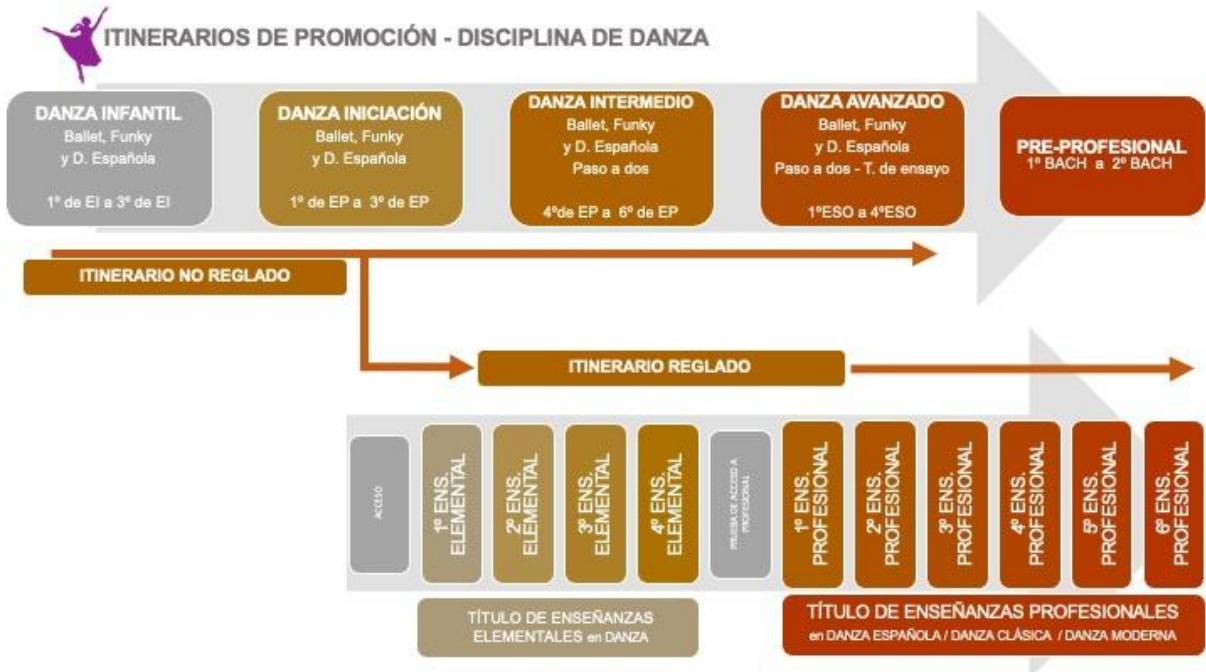 ITINERARIOS DE PROMOCIÓN - DISCIPLINA DE DANZA
DANZA INFANTIL
Ballet, Funky
y D. Española
1º de EI a 3º de EI
DANZA INICIACIÓN
Ballet, Funky
y D. Española
1º de EP a 3º de EP
DANZA INTERMEDIO
Ballet, Funky
y D. Española
Paso a dos
4ºde EP a 6º de EP
DANZA AVANZADO
Ballet, Funky
y D. Española
Paso a dos - T. de ensayo
1ºESO a 4ºESO
PRE-PROFESIONAL
1º BACH a 2º BACH
ITINERARIO NO REGLADO
ITINERARIO REGLADO
ACCESO
1º ENS.
ELEMENTAL
2º ENS.
ELEMENTAL
3º ENS.
ELEMENTAL
4º ENS.
ELEMENTAL
PRUEBA DE ACCESO A
PROFESIONAL
1º ENS.
PROFESIONAL
2º ENS.
PROFESIONAL
3º ENS.
PROFESIONAL
4º ENS.
PROFESIONAL
5º ENS.
PROFESIONAL
6º ENS.
PROFESIONAL
TÍTULO DE ENSEÑANZAS
ELEMENTALES en DANZA
TÍTULO DE ENSEÑANZAS PROFESIONALES
en DANZA ESPAÑOLA / DANZA CLÁSICA / DANZA MODERNA